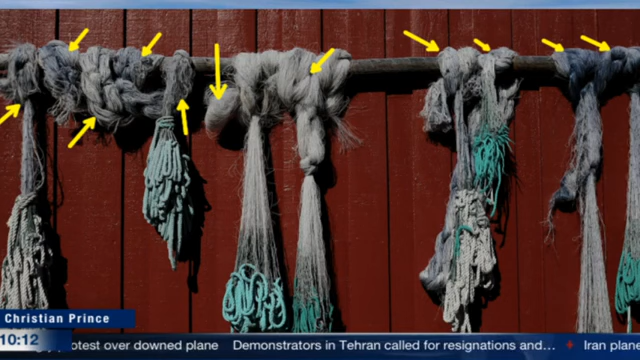 Christian Prince
10:12 otest over downed plane Demonstrators in Tehran called for resignations and... Iran plane